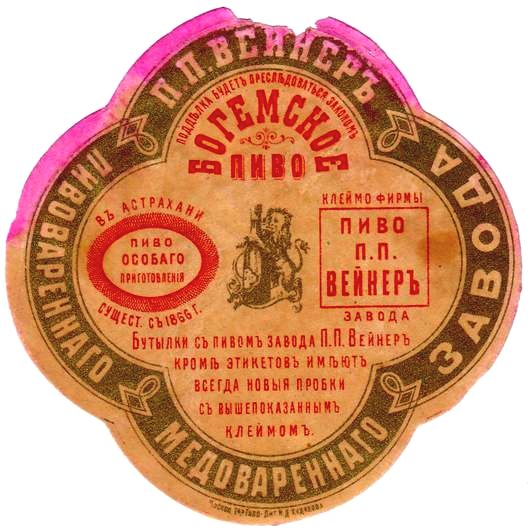 П.П. ВЕЙНЕРЪ
ПИВОВАРЕННАГО
МЕДОВАРЕННАГО
ЗАВОДА
ПОДДѢЛКА БУДЕТЪ ПРЕСЛѢДОВАТЬСЯ ЗАКОНОМЪ
БОГЕМСКОЕ
ПИВО
ВЪ АСТРАХАНИ
ПИВО
ОСОБАГО
ПРИГОТОВЛЕНІЯ
СУЩЕСТ. СЪ 1866 Г.
КЛЕЙМО ФИРМЫ
ПИВО
П.П.
ВЕЙНЕРЪ
ЗАВОДА
БУТЫЛКИ СЪ ПИВОМЪ ЗАВОДА П.П. ВЕЙНЕРЪ
КРОМѢ ЭТИКЕТОВЪ ИМѢЮТЪ
ВСЕГДА НОВЫЯ ПРОБКИ
СЪ ВЫШЕПОКАЗАННЫМЪ
КЛЕЙМОМЪ.